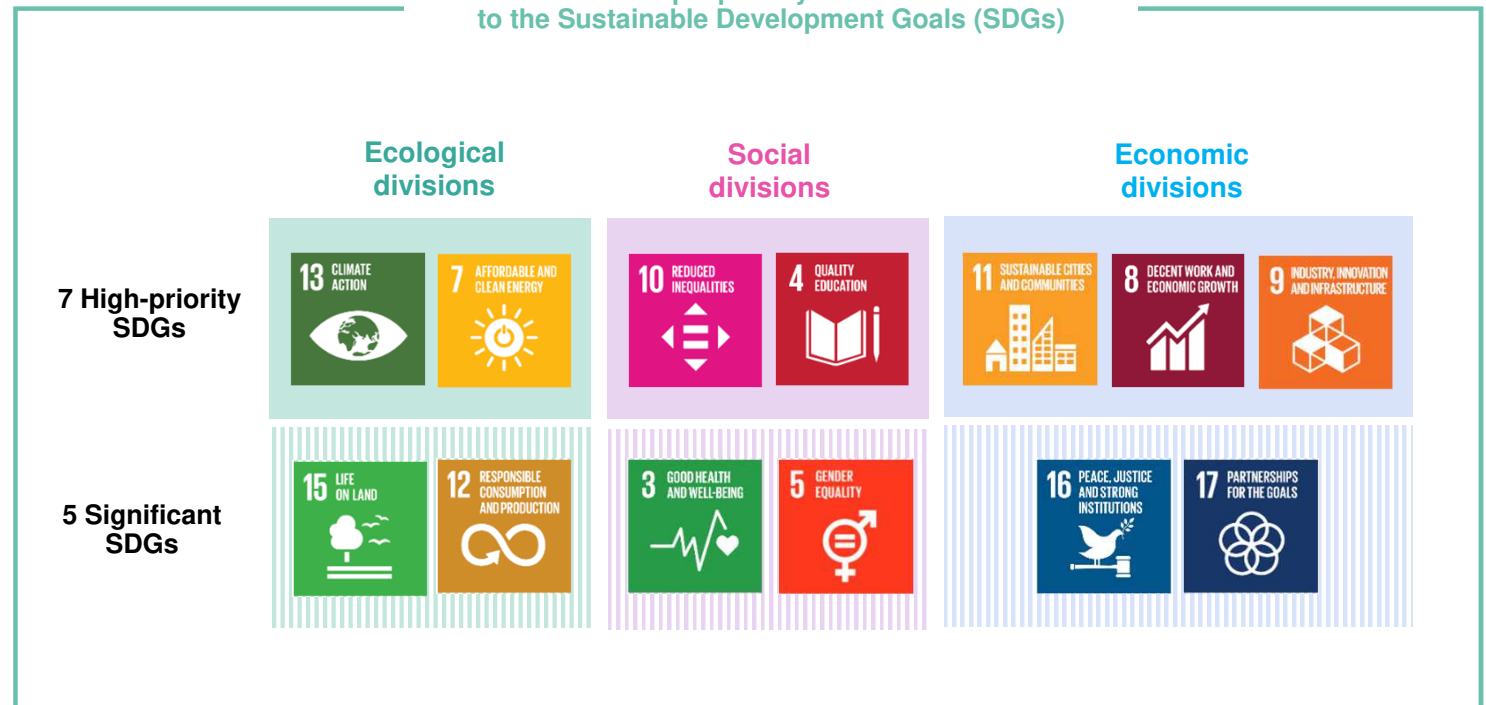 to the Sustainable Development Goals (SDGs)
Ecological
divisions
Social
divisions
Economic
divisions
7 High-priority
SDGs
13 CLIMATE
ACTION
7 AFFORDABLE AND
CLEAN ENERGY
10 REDUCED
INEQUALITIES
4 QUALITY
EDUCATION
11 SUSTAINABLE CITIES
AND COMMUNITIES
8 DECENT WORK AND
ECONOMIC GROWTH
9 INDUSTRY, INNOVATION
AND INFRASTRUCTURE
5 Significant
SDGs
15 LIFE
ON LAND
12 RESPONSIBLE
CONSUMPTION
AND PRODUCTION
3 GOOD HEALTH
AND WELL-BEING
5 GENDER
EQUALITY
16 PEACE, JUSTICE
AND STRONG
INSTITUTIONS
17 PARTNERSHIPS
FOR THE GOALS